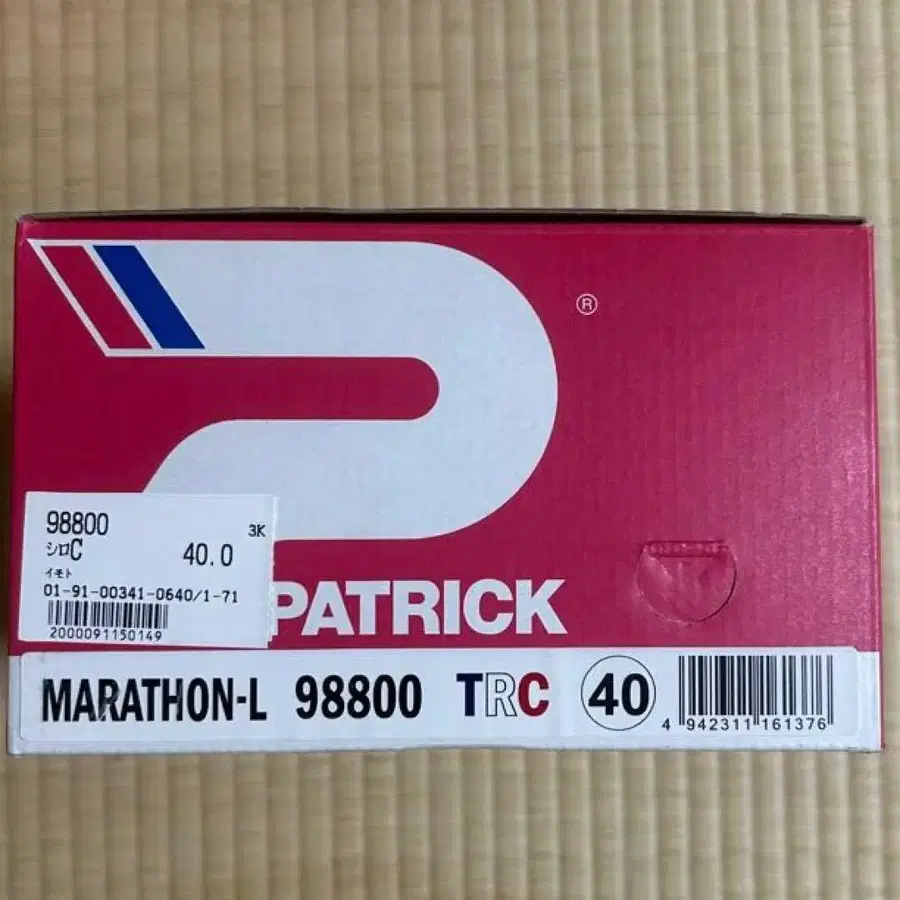 ®
98800
3K
シロC 40.0
イモト
01-91-00341-0640/1-71
2000091150149
PATRICK
MARATHON-L 98800 TRC 40
4 942311 161376